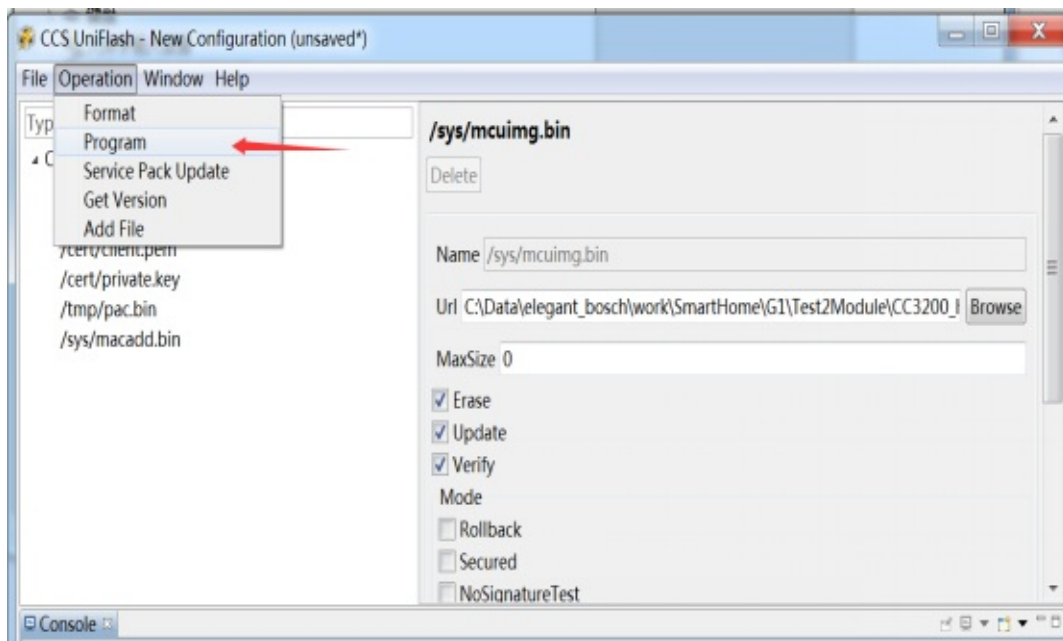 CCS UniFlash - New Configuration (unsaved*)
File Operation Window Help
Format
Program
Service Pack Update
Get Version
Add File
Typ
/cert/client.pem
/cert/private.key
/tmp/pac.bin
/sys/macadd.bin
/sys/mcuimg.bin
Delete
Name /sys/mcuimg.bin
Url C:\Data\elegant_bosch\work\SmartHome\G1\Test2Module\CC3200_ Browse
MaxSize 0
Erase
Update
Verify
Mode
Rollback
Secured
NoSignatureTest
Console